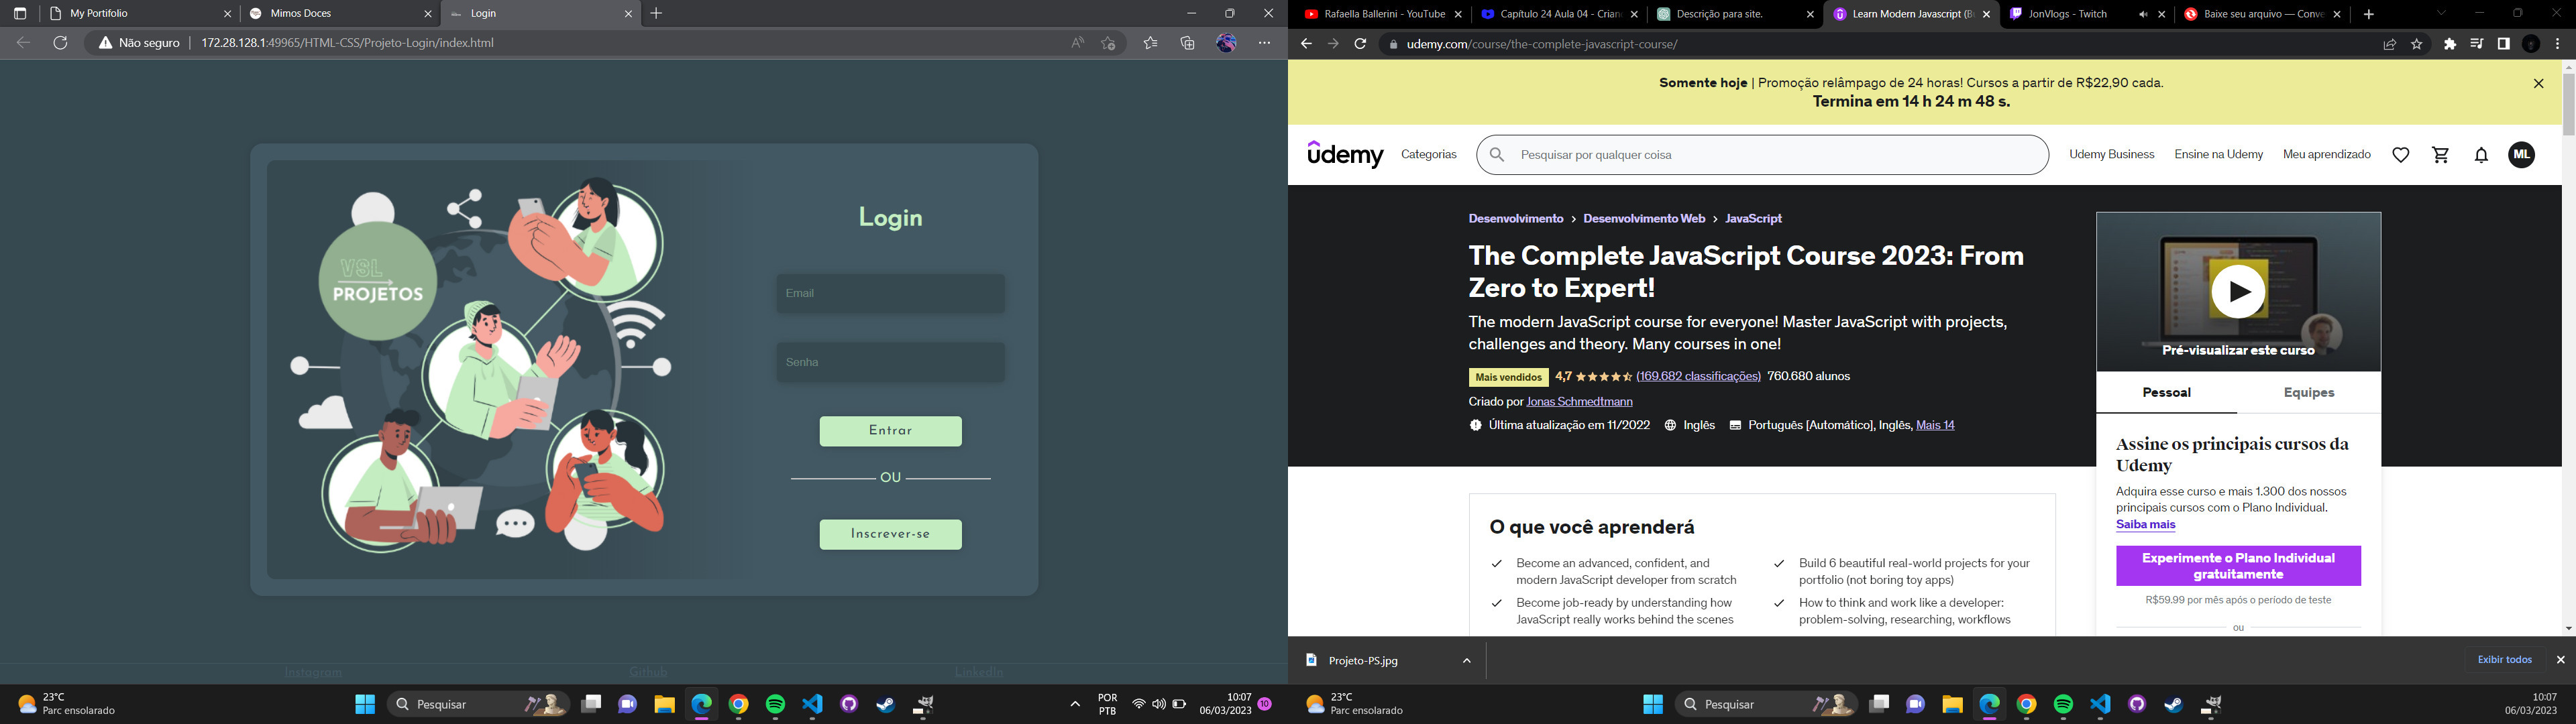 My Portifolio
Mimos Doces
Login
Não seguro
172.28.128.1:49965/HTML-CSS/Projeto-Login/index.html
VSL
PROJETOS
Login
Email
Senha
Entrar
OU
Inscrever-se
Instagram
Github
Linkedin
23°C
Parc ensolarado
Pesquisar
POR
PTB
10:07
06/03/2023
10
Rafaella Ballerini - YouTube
Capítulo 24 Aula 04 - Crian
Descrição para site.
Learn Modern Javascript (B
JonVlogs - Twitch
Baixe seu arquivo — Conve
udemy.com/course/the-complete-javascript-course/
Somente hoje | Promoção relâmpago de 24 horas! Cursos a partir de R$22,90 cada.
Termina em 14 h 24 m 48 s.
udemy
Categorias
Pesquisar por qualquer coisa
Udemy Business
Ensine na Udemy
Meu aprendizado
ML
Desenvolvimento > Desenvolvimento Web > JavaScript
The Complete JavaScript Course 2023: From
Zero to Expert!
The modern JavaScript course for everyone! Master JavaScript with projects,
challenges and theory. Many courses in one!
Mais vendidos 4,7 (169.682 classificações) 760.680 alunos
Criado por Jonas Schmedtmann
Última atualização em 11/2022 Inglês Português [Automático], Inglês, Mais 14
Pré-visualizar este curso
Pessoal
Equipes
Assine os principais cursos da
Udemy
Adquira esse curso e mais 1.300 dos nossos
principais cursos com o Plano Individual.
Saiba mais
Experimente o Plano Individual
gratuitamente
R$59.99 por mês após o período de teste
ou
O que você aprenderá
Become an advanced, confident, and
modern JavaScript developer from scratch
Become job-ready by understanding how
JavaScript really works behind the scenes
Build 6 beautiful real-world projects for your
portfolio (not boring toy apps)
How to think and work like a developer:
problem-solving, researching, workflows
Projeto-PS.jpg
Exibir todos
23°C
Parc ensolarado
Pesquisar
10:07
06/03/2023